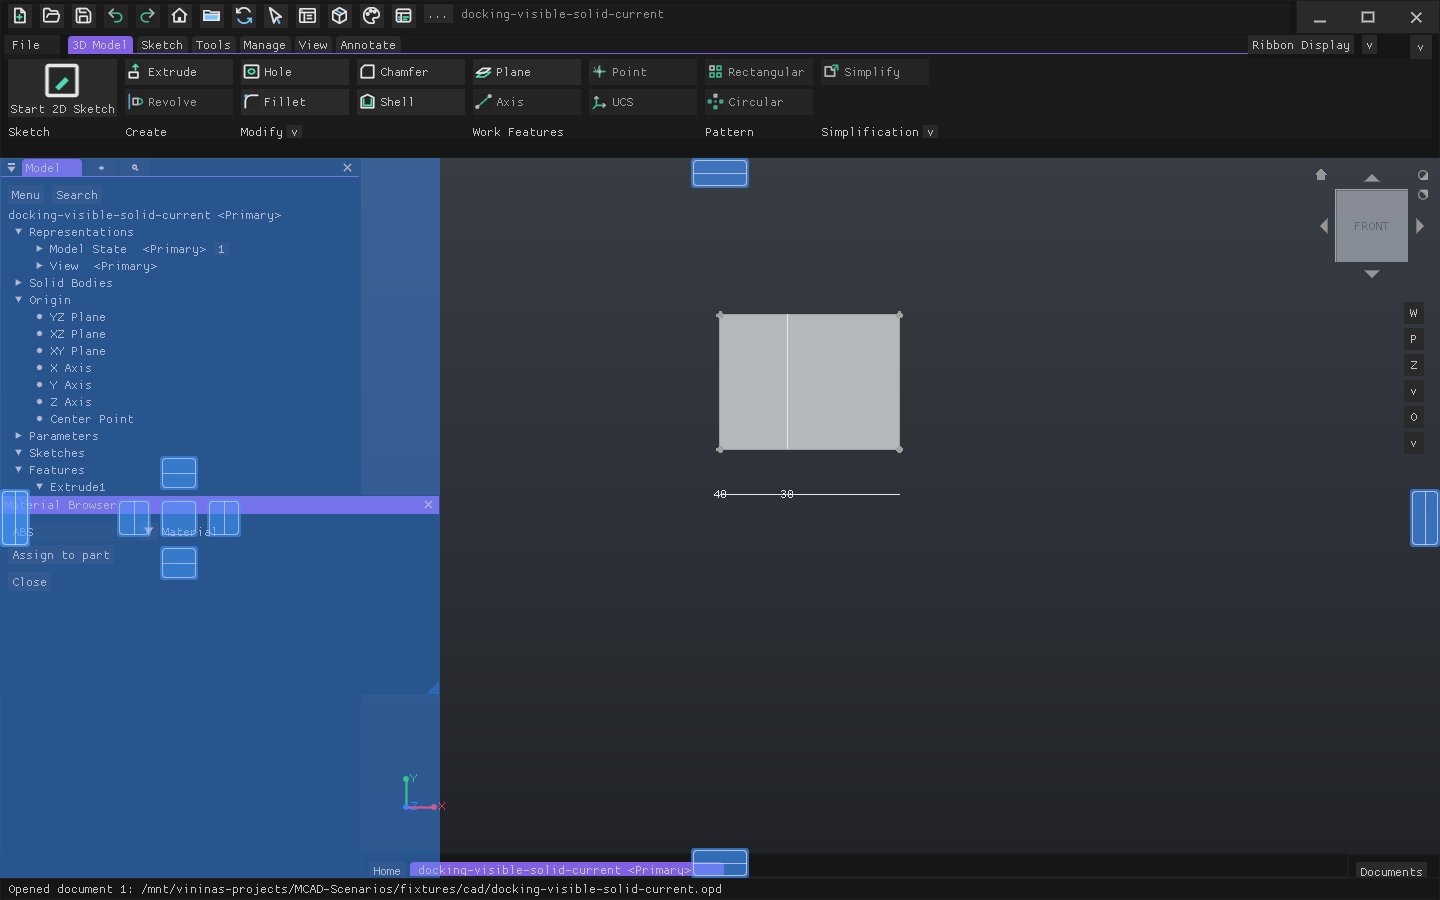 ... docking-visible-solid-current
File 3D Model Sketch Tools Manage View Annotate Ribbon Display v v
Start 2D Sketch Extrude Hole Chamfer Plane Point Rectangular Simplify
Revolve Fillet Shell Axis UCS Circular
Sketch Create Modify v Work Features Pattern Simplification v
Model
Menu Search
docking-visible-solid-current <Primary>
Representations
Model State <Primary> 1
View <Primary>
Solid Bodies
Origin
YZ Plane
XZ Plane
XY Plane
X Axis
Y Axis
Z Axis
Center Point
Parameters
Sketches
Features
Extrude1
Material Browser
ABS Material
Assign to part
Close
FRONT
W
P
Z
v
O
v
40 30
Y
Z X
Home docking-visible-solid-current <Primary> Documents
Opened document 1: /mnt/vininas-projects/MCAD-Scenarios/fixtures/cad/docking-visible-solid-current.opd